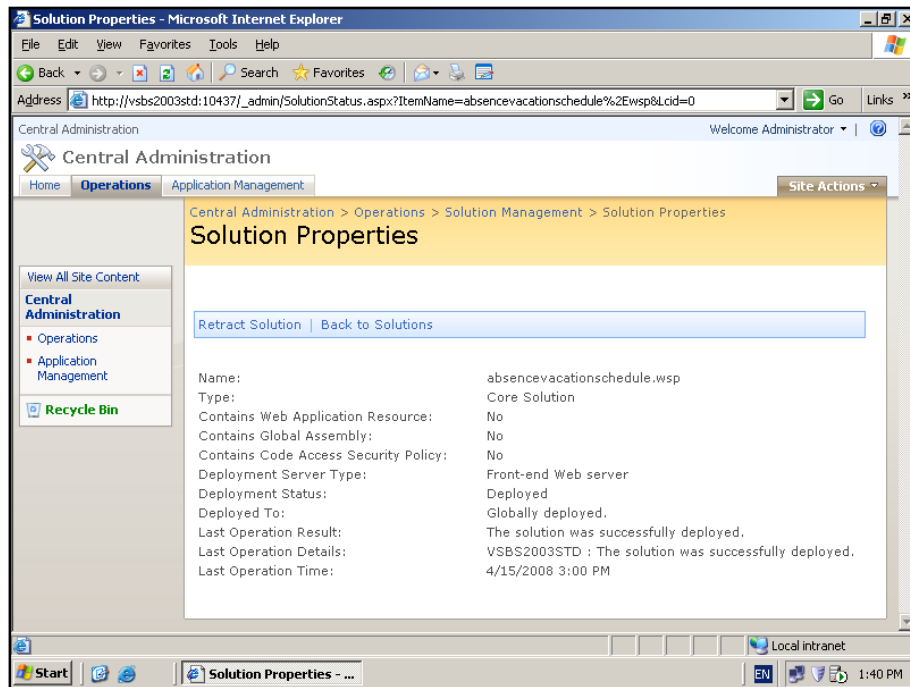 Solution Properties - Microsoft Internet Explorer
File Edit View Favorites Tools Help
Back Search Favorites
Address http://vsbs2003std:10437/_admin/SolutionStatus.aspx?ItemName=absencevacationschedule%2Ewsp&Lcid=0 Go Links »
Central Administration Welcome Administrator
Central Administration
Home Operations Application Management Site Actions
Central Administration > Operations > Solution Management > Solution Properties
Solution Properties
View All Site Content
Central
Administration
Operations
Application
Management
Recycle Bin
Retract Solution | Back to Solutions
Name: absencevacationschedule.wsp
Type: Core Solution
Contains Web Application Resource: No
Contains Global Assembly: No
Contains Code Access Security Policy: No
Deployment Server Type: Front-end Web server
Deployment Status: Deployed
Deployed To: Globally deployed.
Last Operation Result: The solution was successfully deployed.
Last Operation Details: VSBS2003STD : The solution was successfully deployed.
Last Operation Time: 4/15/2008 3:00 PM
Local intranet
Start Solution Properties - ... EN 1:40 PM